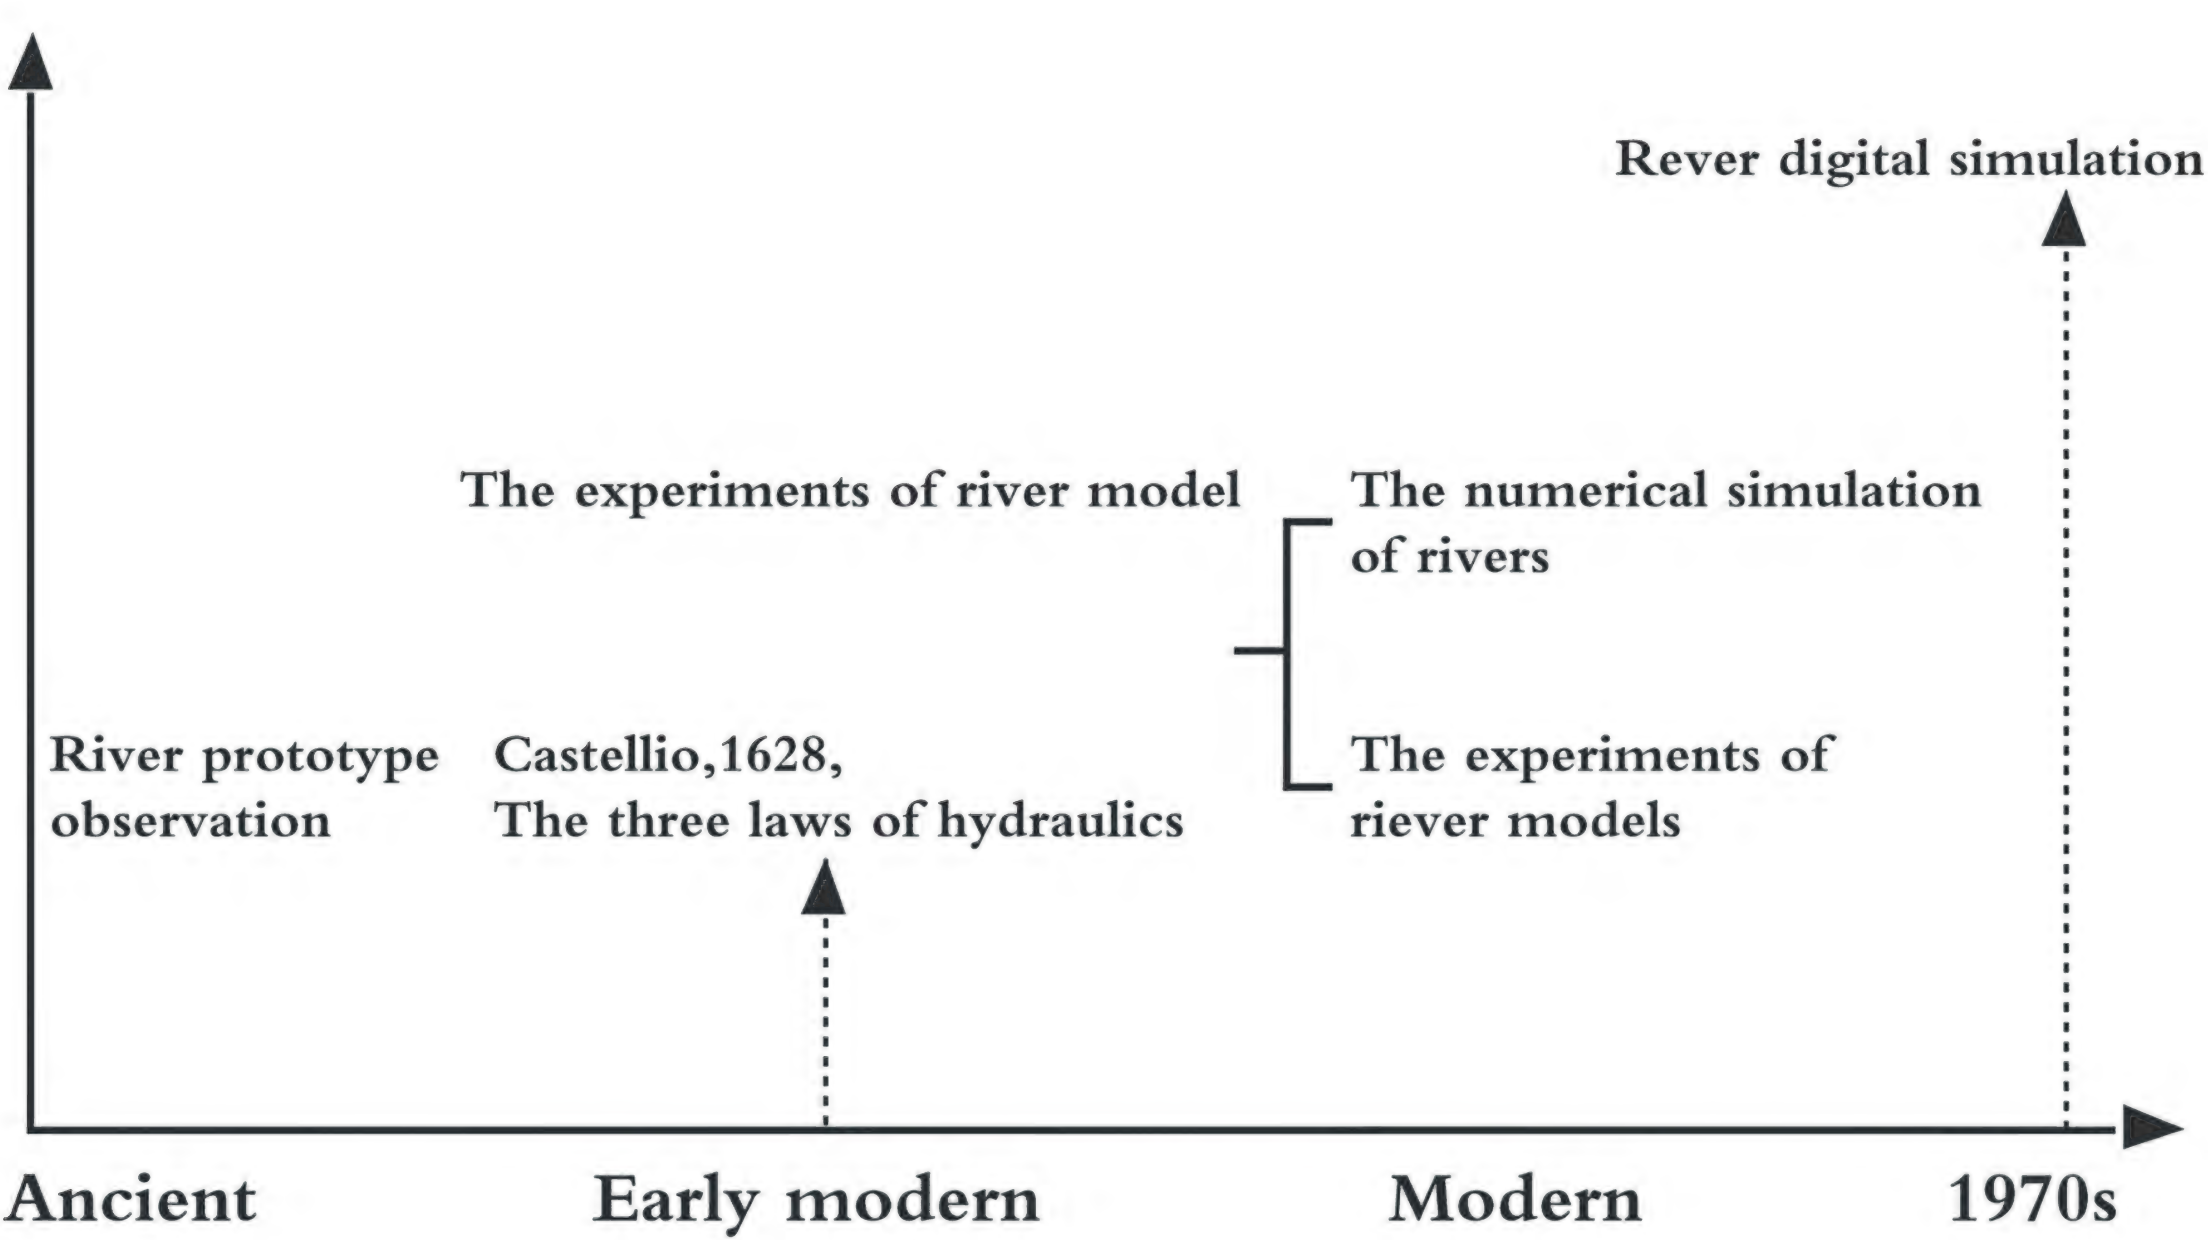 Rever digital simulation
The experiments of river model
The numerical simulation
of rivers
River prototype
observation
Castellio,1628,
The three laws of hydraulics
The experiments of
riever models
Ancient
Early modern
Modern
1970s